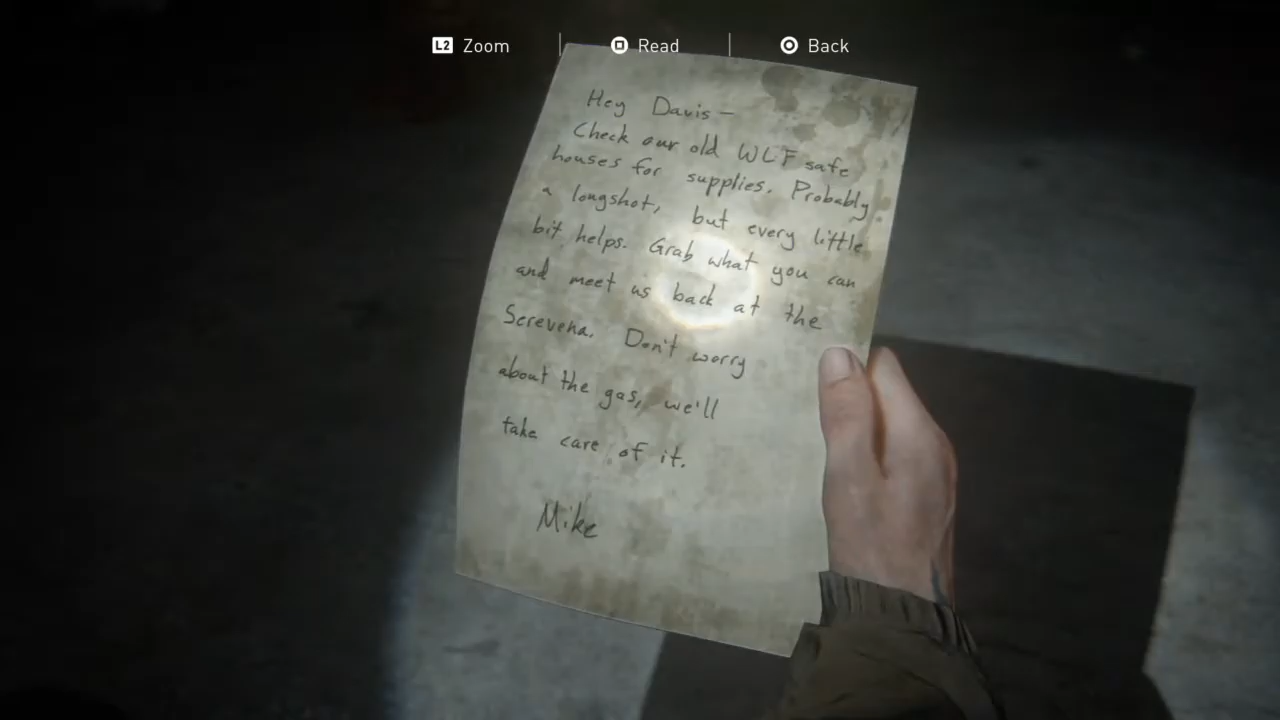 L2 Zoom | Read | Back
Hey Davis—
Check our old WLF safe
houses for supplies. Probably
a longshot, but every little
bit helps. Grab what you can
and meet us back at the
Serevena. Don't worry
about the gas, we'll
take care of it.
Mike